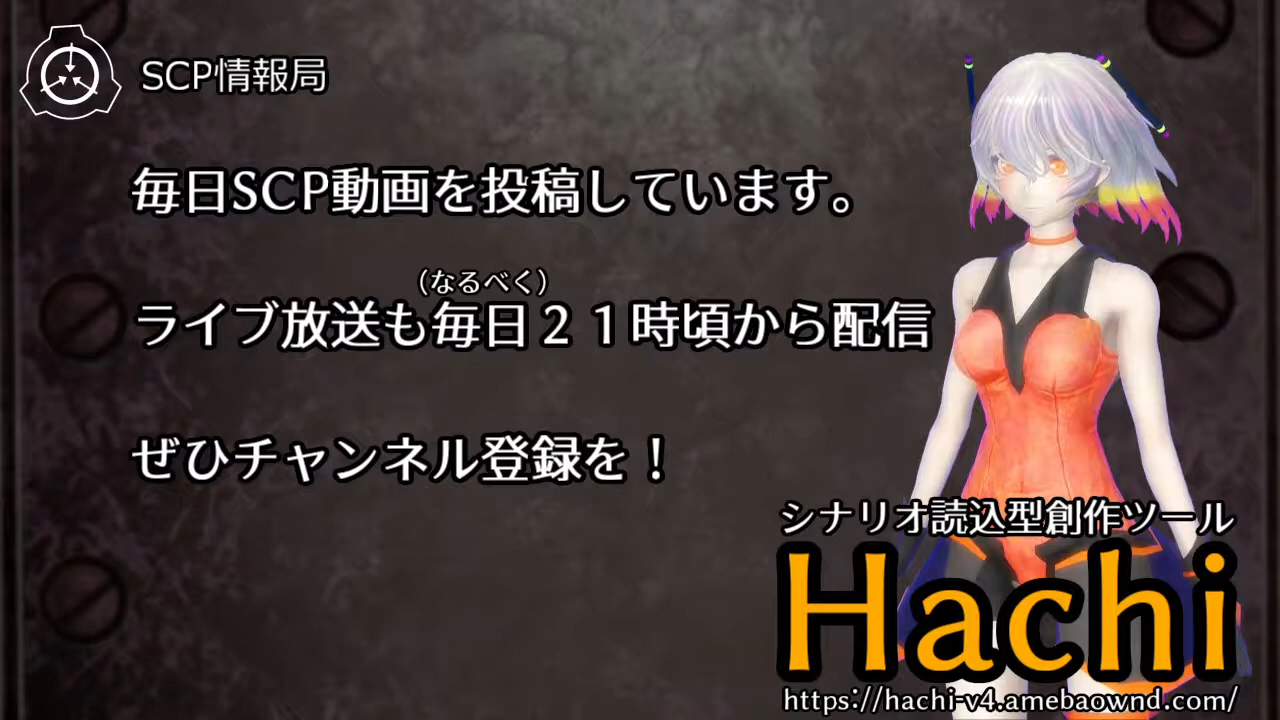 SCP情報局
毎日SCP動画を投稿しています。
（なるべく）
ライブ放送も毎日２１時頃から配信
ぜひチャンネル登録を！
シナリオ読込型創作ツール
Hachi
https://hachi-v4.amebaownd.com/